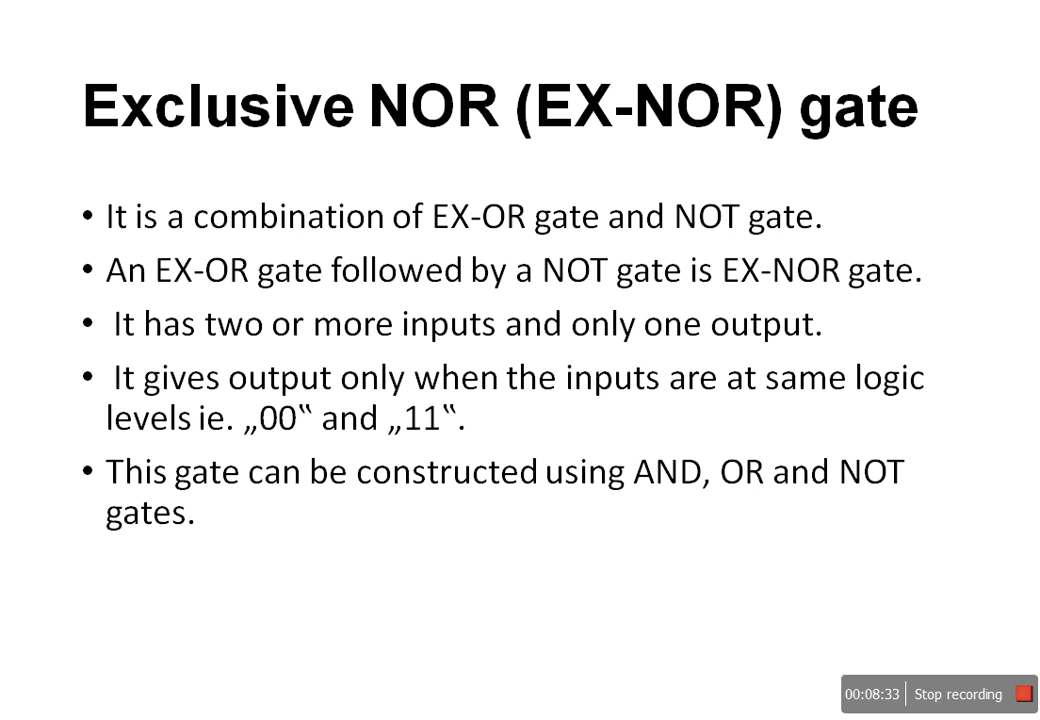 Exclusive NOR (EX-NOR) gate
• It is a combination of EX-OR gate and NOT gate.
• An EX-OR gate followed by a NOT gate is EX-NOR gate.
• It has two or more inputs and only one output.
• It gives output only when the inputs are at same logic
levels ie. „00‟ and „11‟.
• This gate can be constructed using AND, OR and NOT
gates.
00:08:33 Stop recording